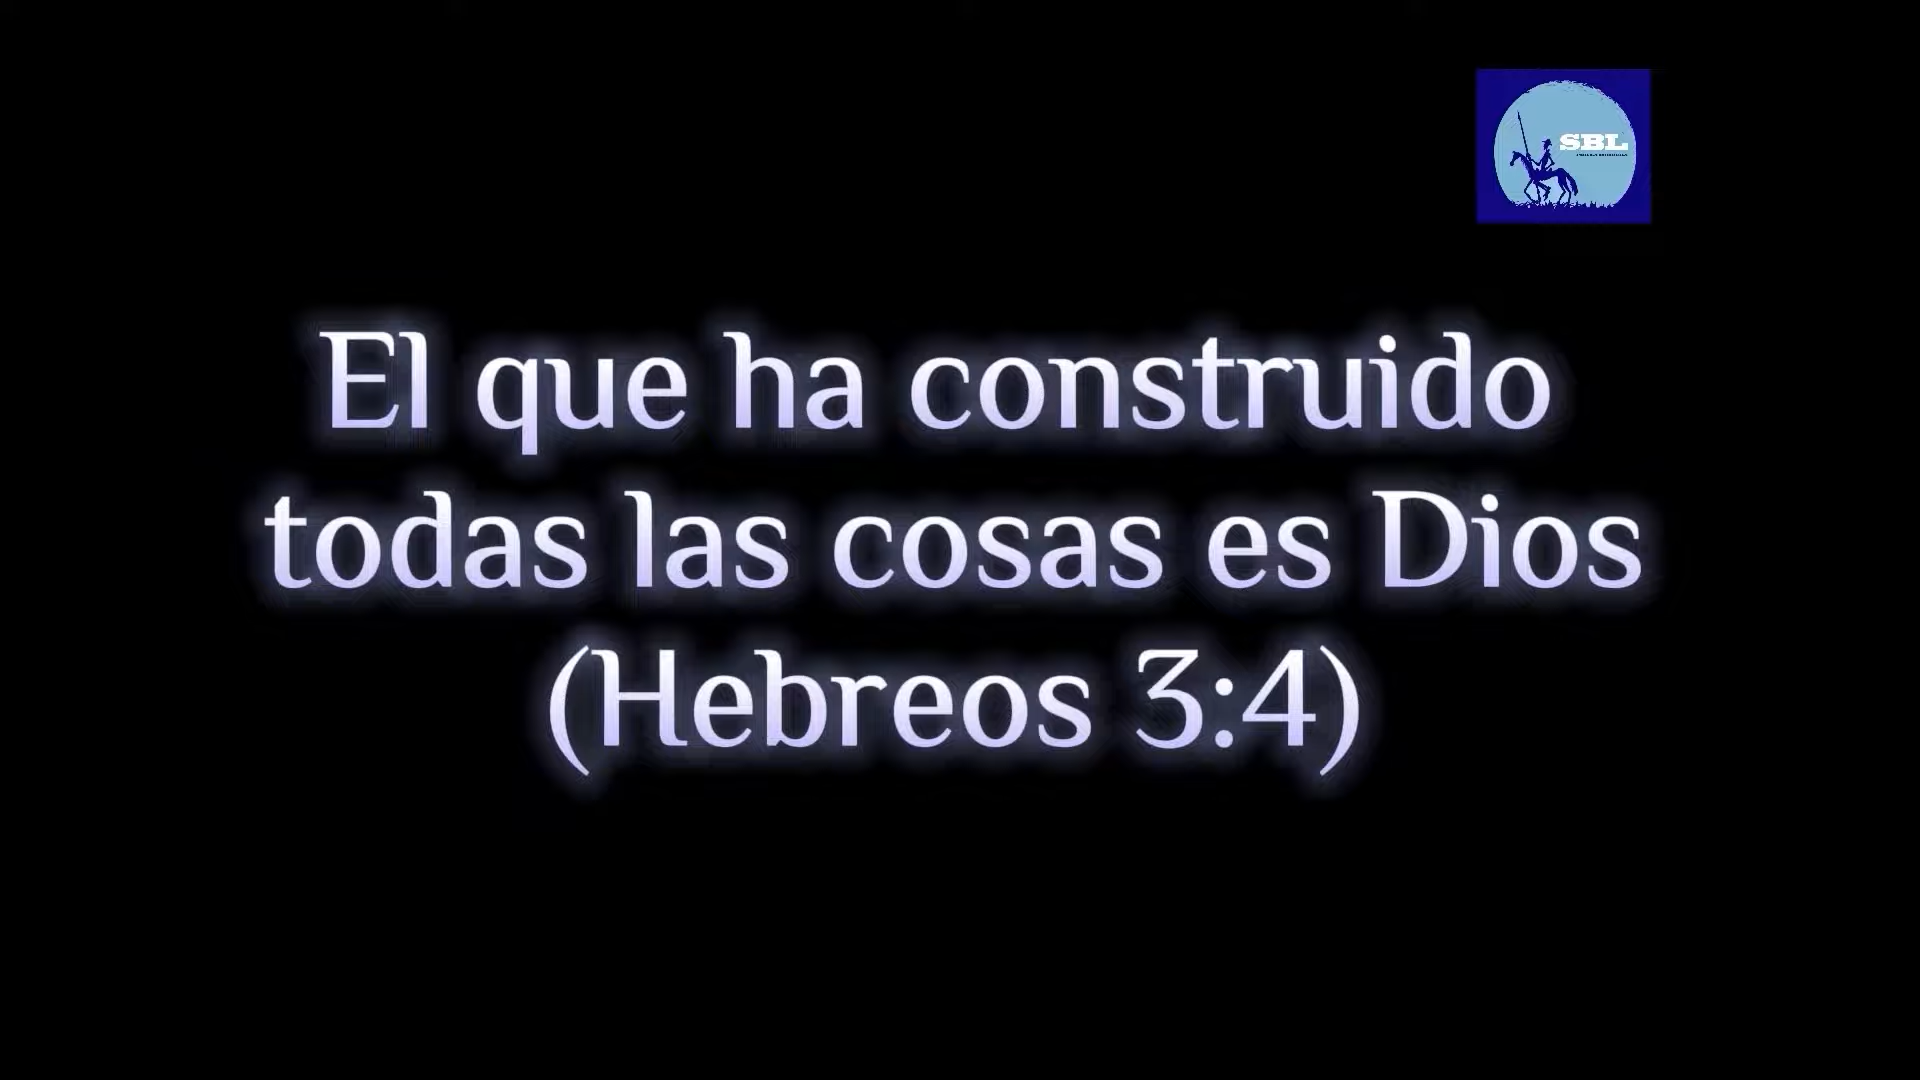 SBL
El que ha construido
todas las cosas es Dios
(Hebreos 3:4)